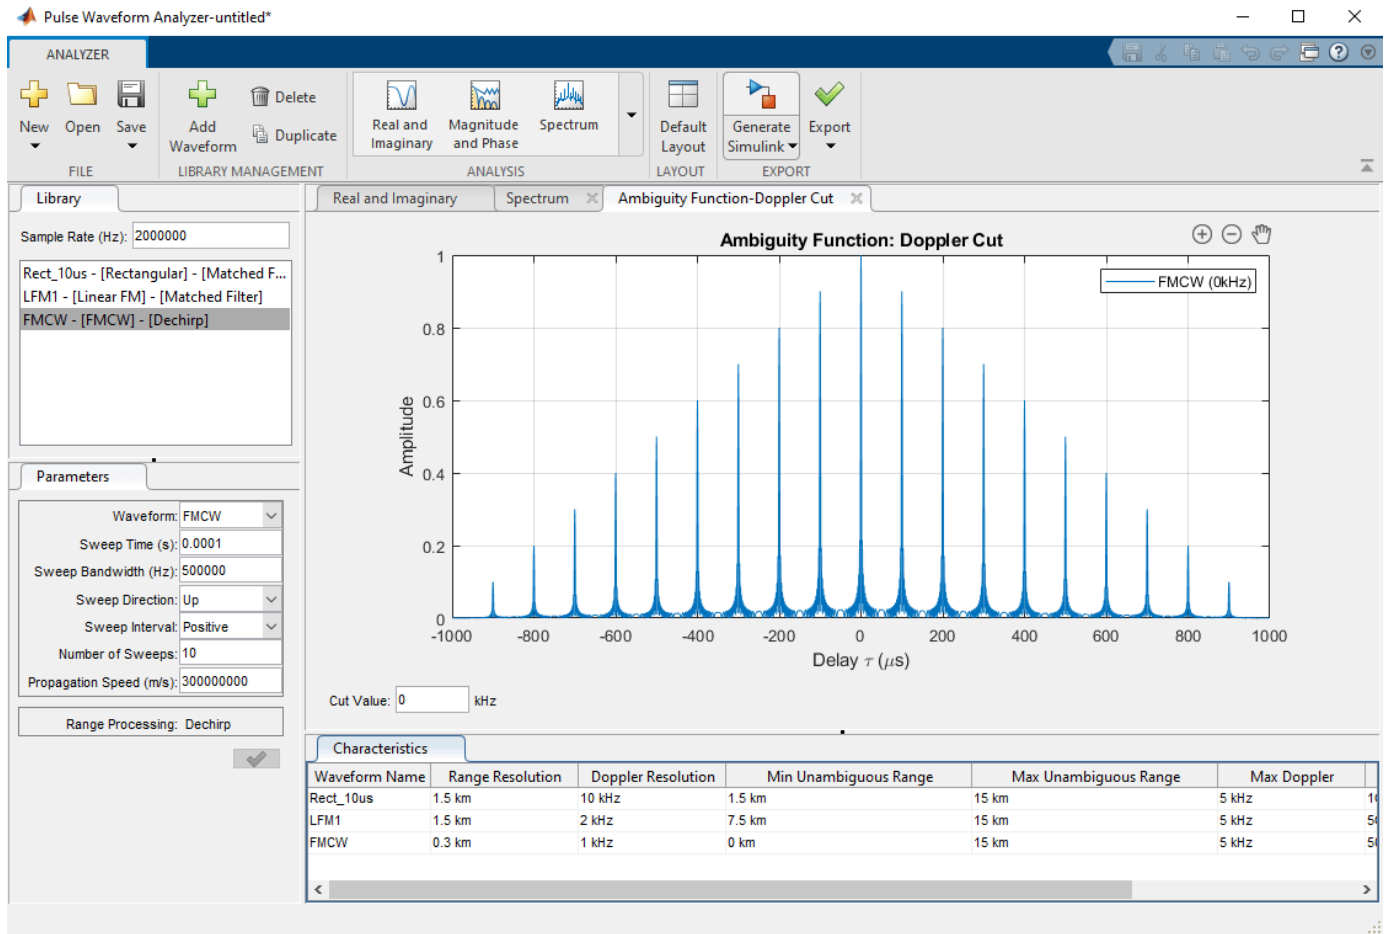 Pulse Waveform Analyzer-untitled*
ANALYZER
New
Open
Save
FILE
Add
Waveform
Delete
Duplicate
LIBRARY MANAGEMENT
Real and
Imaginary
Magnitude
and Phase
Spectrum
ANALYSIS
Default
Layout
LAYOUT
Generate
Simulink
Export
EXPORT
Library
Sample Rate (Hz): 2000000
Rect_10us - [Rectangular] - [Matched F...
LFM1 - [Linear FM] - [Matched Filter]
FMCW - [FMCW] - [Dechirp]
Parameters
Waveform: FMCW
Sweep Time (s): 0.0001
Sweep Bandwidth (Hz): 500000
Sweep Direction: Up
Sweep Interval: Positive
Number of Sweeps: 10
Propagation Speed (m/s): 300000000
Range Processing: Dechirp
Real and Imaginary
Spectrum
Ambiguity Function-Doppler Cut
Ambiguity Function: Doppler Cut
FMCW (0kHz)
Amplitude
1
0.8
0.6
0.4
0.2
0
-1000 -800 -600 -400 -200 0 200 400 600 800 1000
Delay τ (μs)
Cut Value: 0 kHz
Characteristics
Waveform Name Range Resolution Doppler Resolution Min Unambiguous Range Max Unambiguous Range Max Doppler
Rect_10us 1.5 km 10 kHz 1.5 km 15 km 5 kHz
LFM1 1.5 km 2 kHz 7.5 km 15 km 5 kHz
FMCW 0.3 km 1 kHz 0 km 15 km 5 kHz